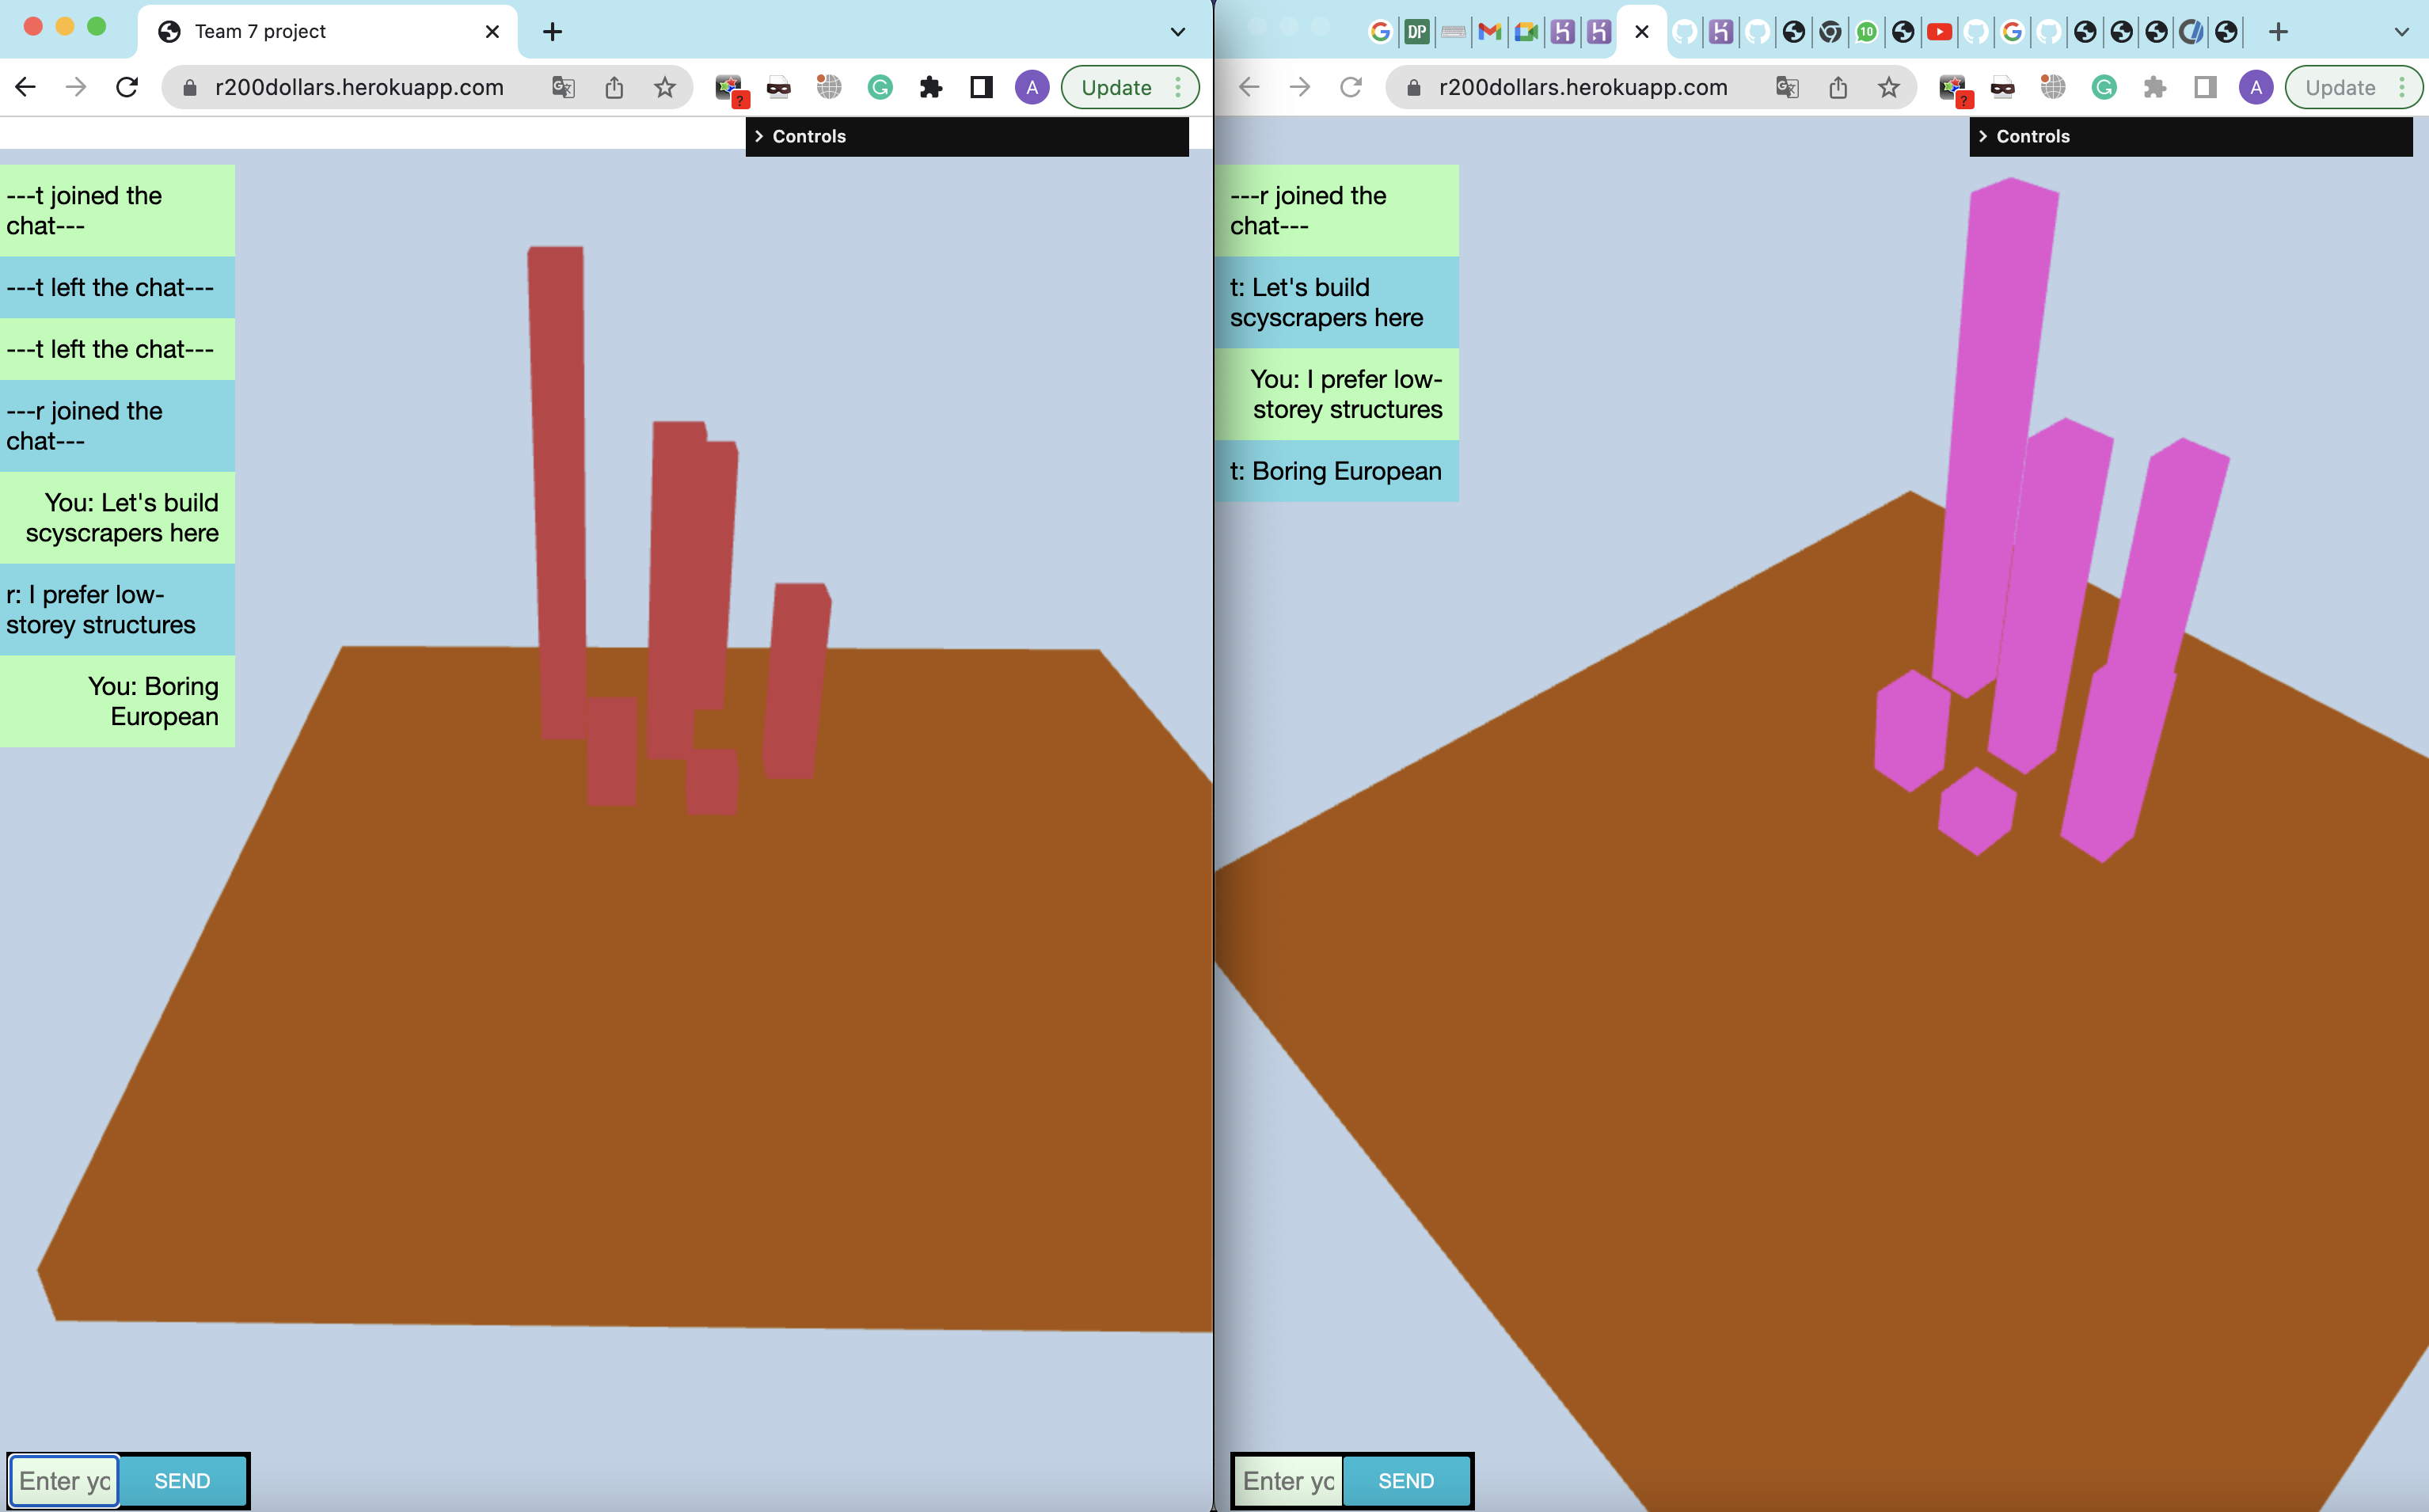 Team 7 project
r200dollars.herokuapp.com
A
Update
?
Controls
---t joined the
chat---
---t left the chat---
---t left the chat---
---r joined the
chat---
You: Let's build
scyscrapers here
r: I prefer low-
storey structures
You: Boring
European
Enter yo
SEND
DP
10
r200dollars.herokuapp.com
?
A
Update
Controls
---r joined the
chat---
t: Let's build
scyscrapers here
You: I prefer low-
storey structures
t: Boring European
Enter yo
SEND